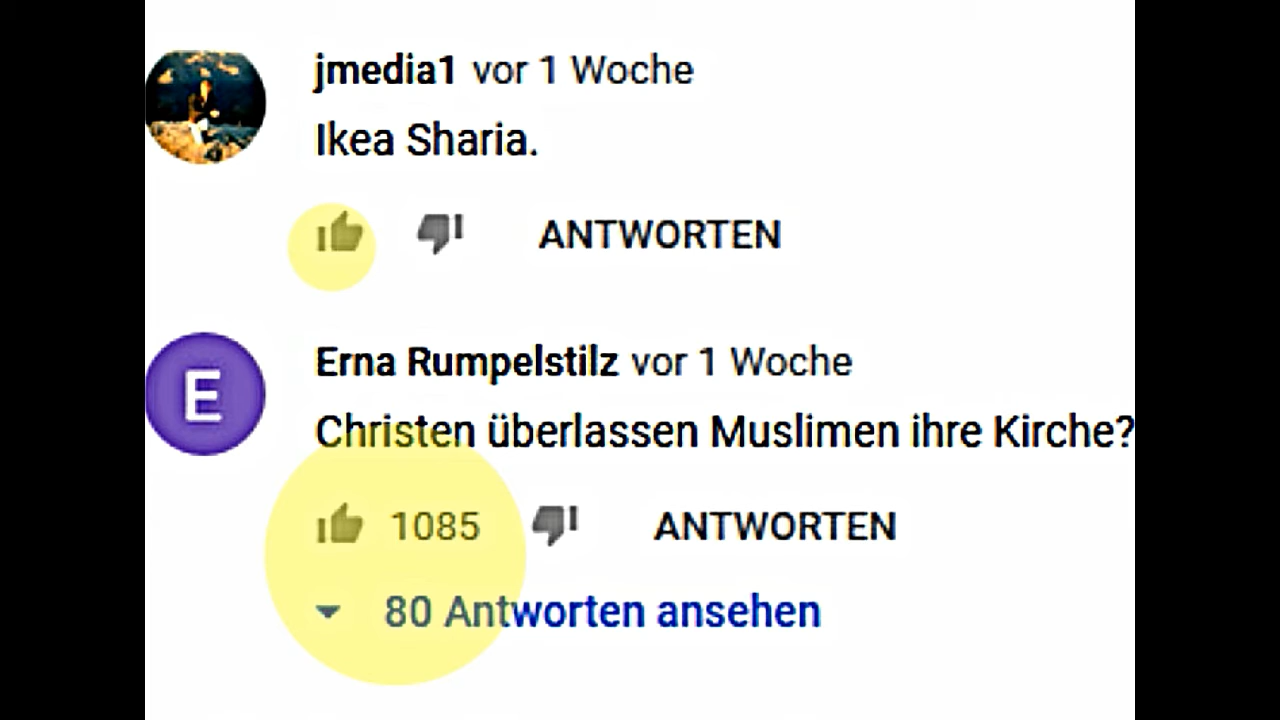 jmedia1 vor 1 Woche
Ikea Sharia.
ANTWORTEN
E
Erna Rumpelstilz vor 1 Woche
Christen überlassen Muslimen ihre Kirche?
1085 ANTWORTEN
80 Antworten ansehen